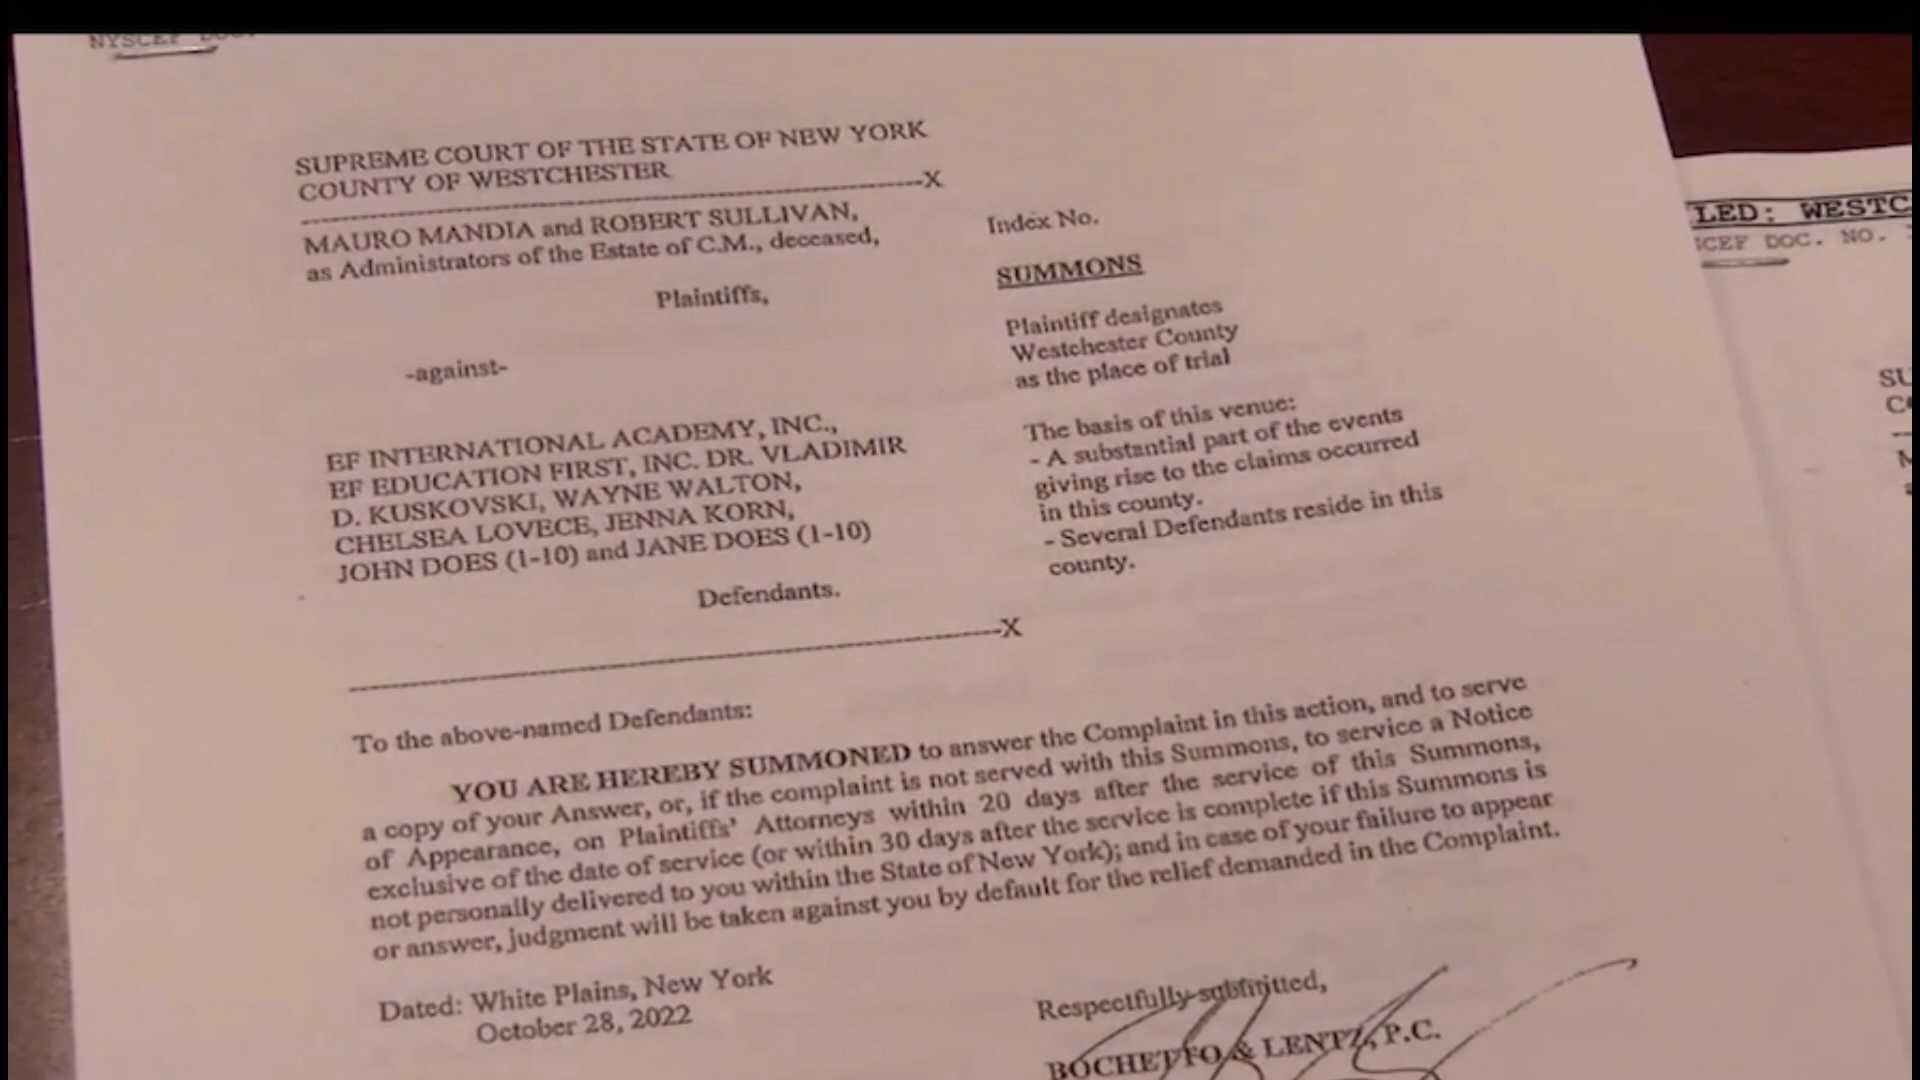 NYSCEF DOC.
SUPREME COURT OF THE STATE OF NEW YORK
COUNTY OF WESTCHESTER
-----X
MAURO MANDIA and ROBERT SULLIVAN,
as Administrators of the Estate of C.M., deceased,
Plaintiffs,
-against-
EF INTERNATIONAL ACADEMY, INC.,
EF EDUCATION FIRST, INC. DR. VLADIMIR
D. KUSKOVSKI, WAYNE WALTON,
CHELSEA LOVECE, JENNA KORN,
JOHN DOES (1-10) and JANE DOES (1-10)
Defendants.
-----X
Index No.
SUMMONS
Plaintiff designates
Westchester County
as the place of trial
The basis of this venue:
- A substantial part of the events
giving rise to the claims occurred
in this county.
- Several Defendants reside in this
county.
To the above-named Defendants:
YOU ARE HEREBY SUMMONED to answer the Complaint in this action, and to serve
a copy of your Answer, or, if the complaint is not served with this Summons, to service a Notice
of Appearance, on Plaintiffs' Attorneys within 20 days after the service of this Summons,
exclusive of the date of service (or within 30 days after the service is complete if this Summons is
not personally delivered to you within the State of New York); and in case of your failure to appear
or answer, judgment will be taken against you by default for the relief demanded in the Complaint.
Dated: White Plains, New York
October 28, 2022
Respectfully submitted,
BOCHETTO & LENTZ, P.C.
LED: WESTC
SCEF DOC. NO.
SU